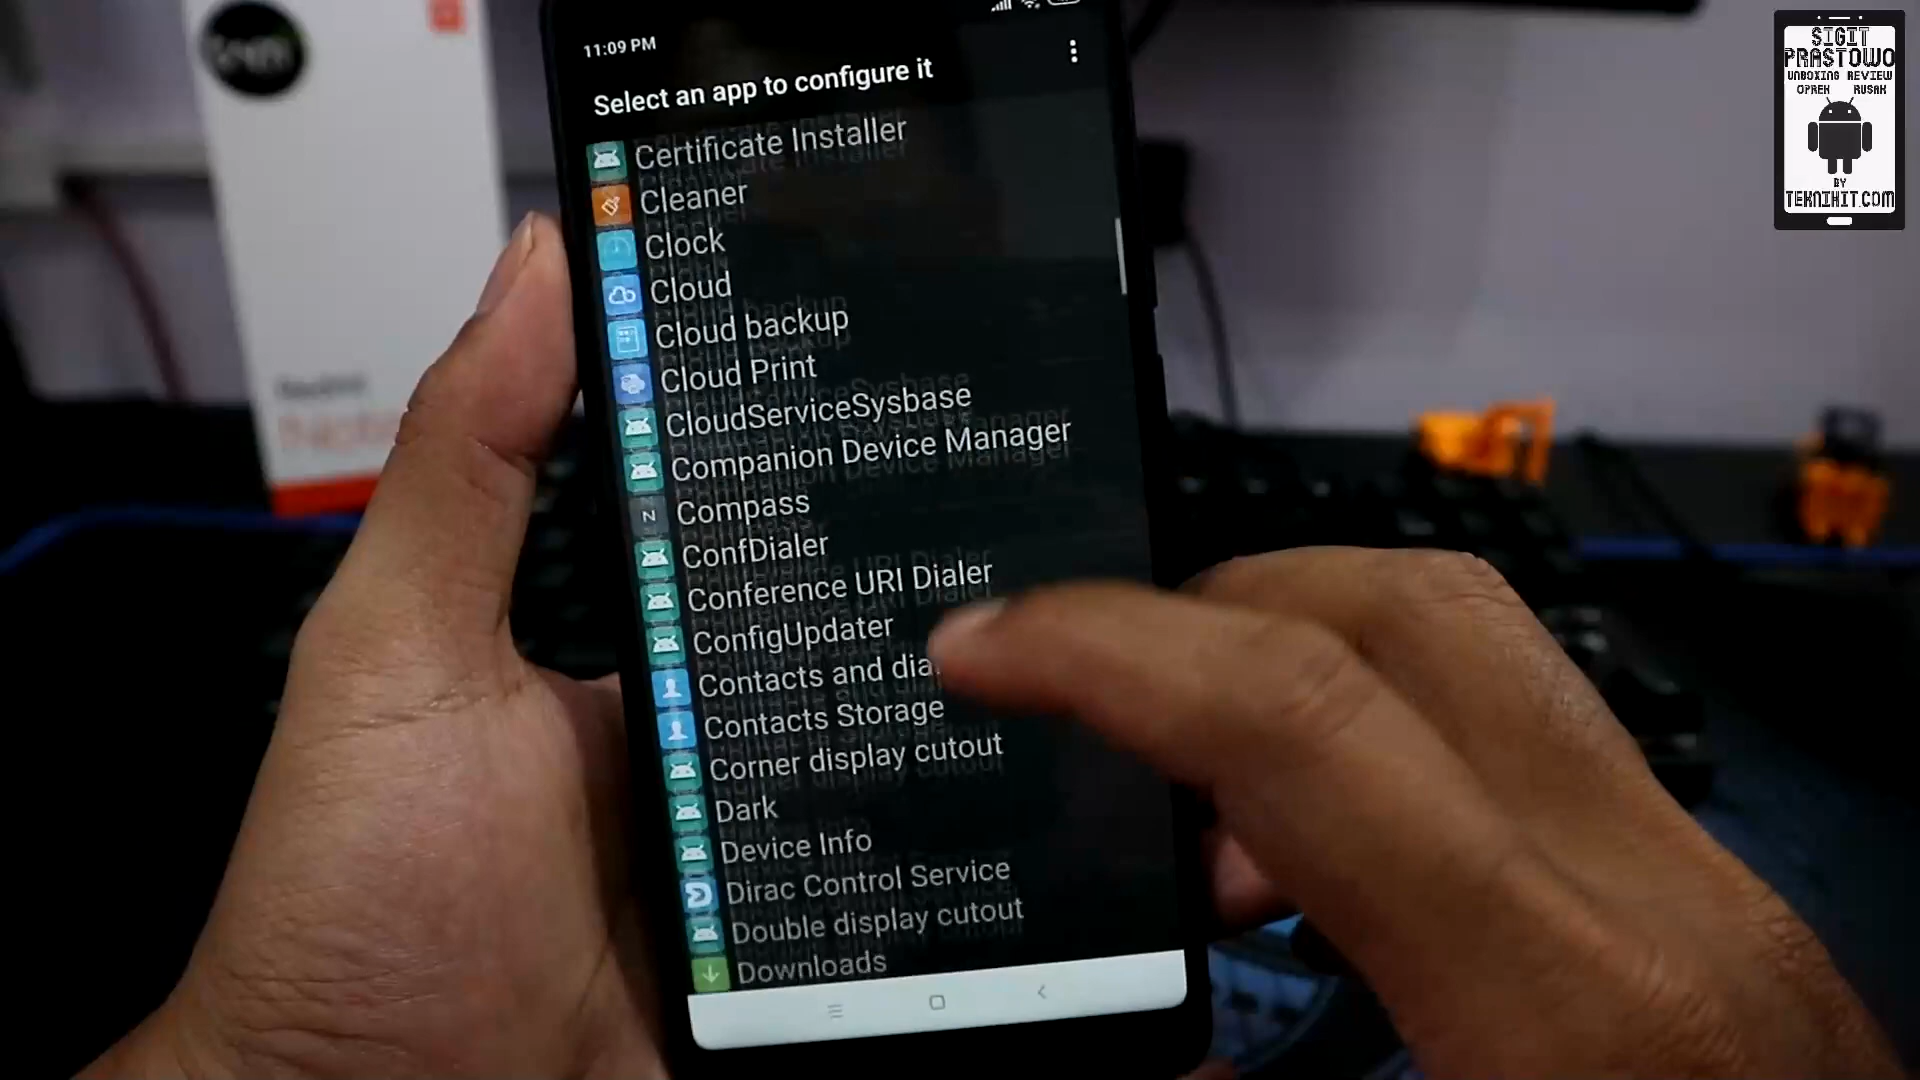 11:09 PM
Select an app to configure it
Certificate Installer
Cleaner
Clock
Cloud
Cloud backup
Cloud Print
CloudServiceSysbase
Companion Device Manager
Compass
ConfDialer
Conference URI Dialer
ConfigUpdater
Contacts and
Contacts Storage
Corner display cutout
Dark
Device Info
Dirac Control Service
Double display cutout
Downloads
SIGIT
PRASTOWO
UNBOXING REVIEW
OPREK RUSAK
BY
TEKNIHIT.COM